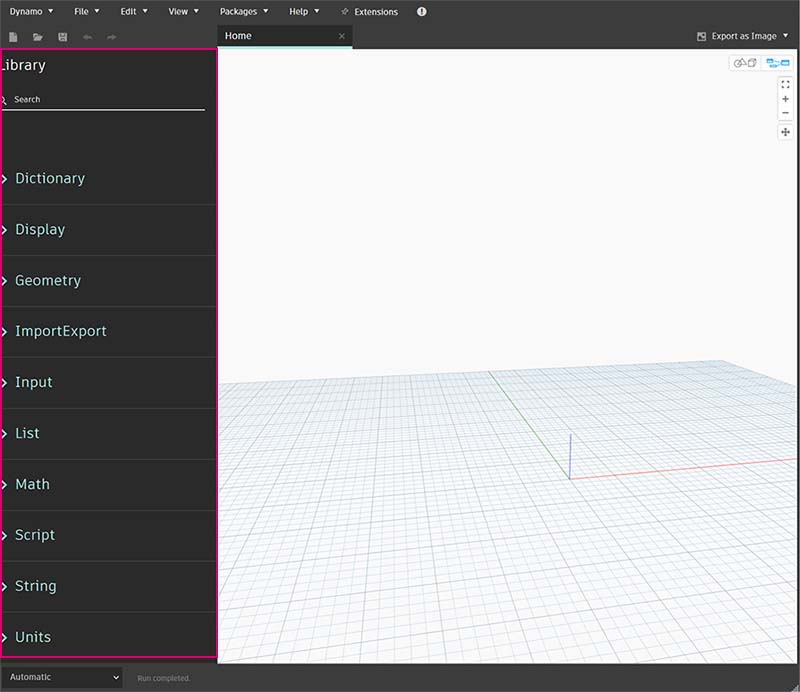 Dynamo File Edit View Packages Help Extensions
Home
Export as Image
Library
Search
Dictionary
Display
Geometry
ImportExport
Input
List
Math
Script
String
Units
Automatic Run completed.